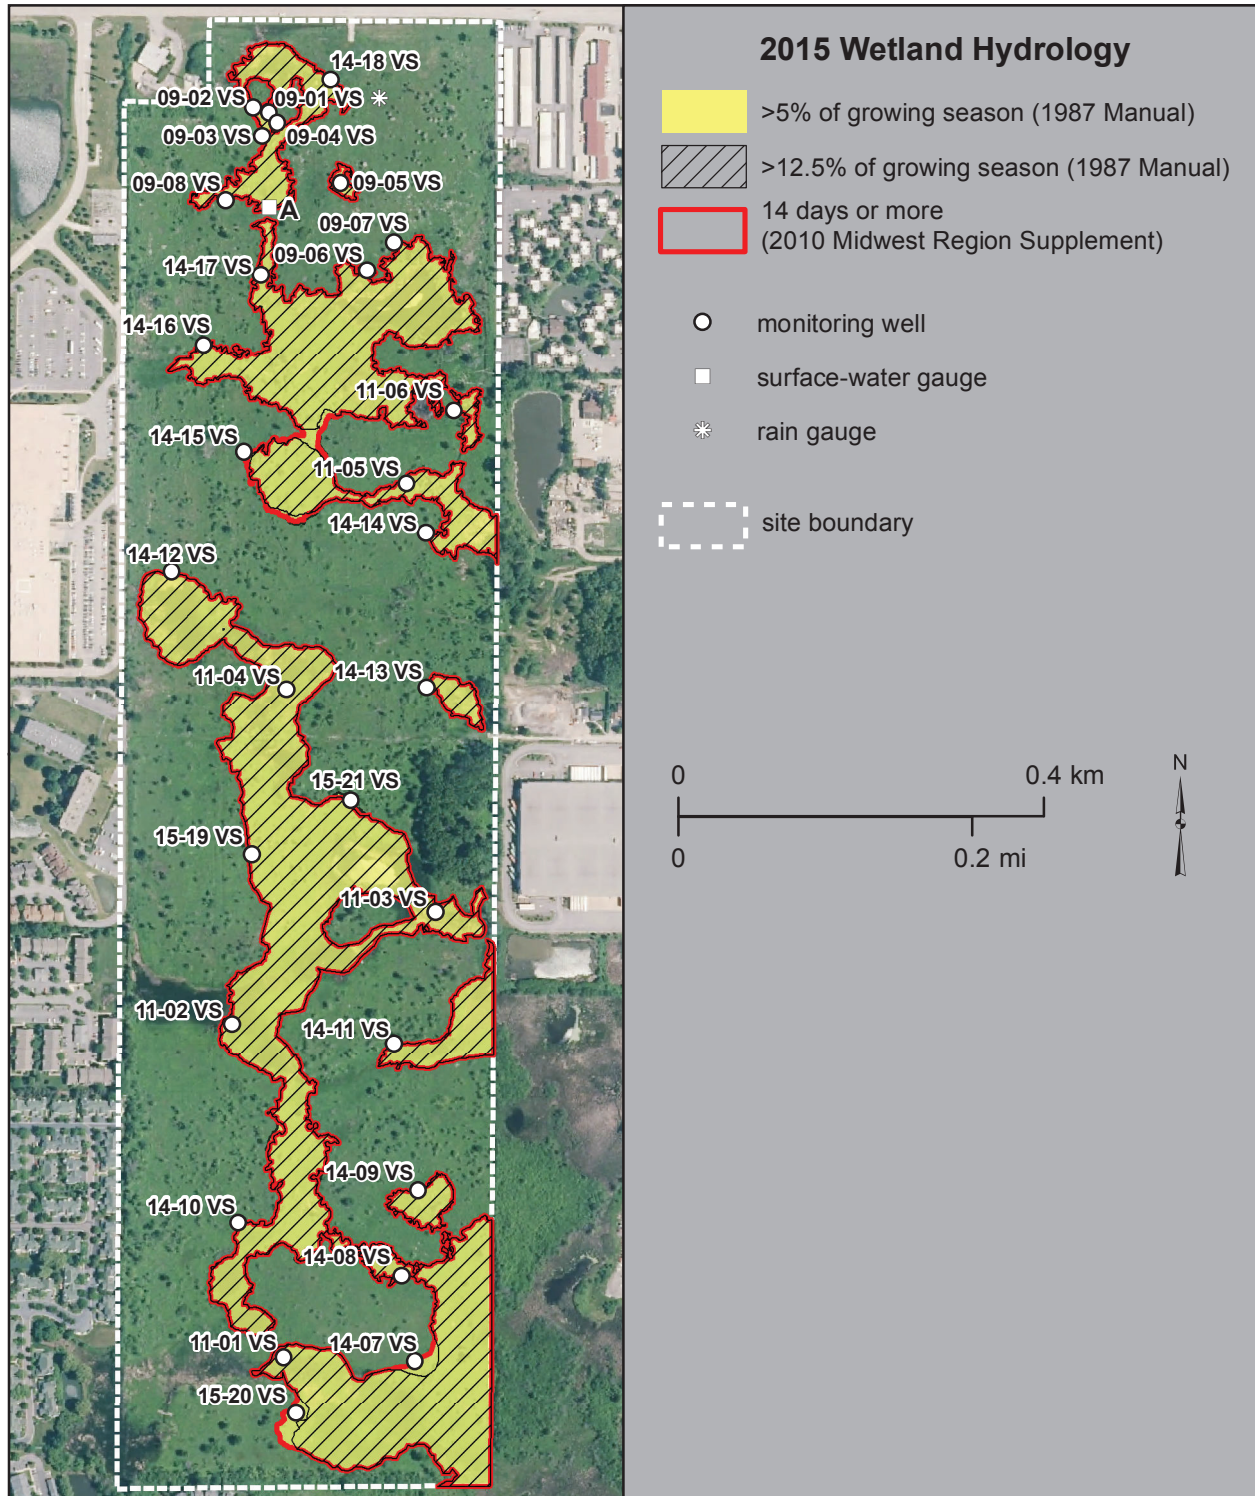 2015 Wetland Hydrology
>5% of growing season (1987 Manual)
>12.5% of growing season (1987 Manual)
14 days or more
(2010 Midwest Region Supplement)
monitoring well
surface-water gauge
rain gauge
site boundary
0 0.4 km
0 0.2 mi
N
14-18 VS
09-02 VS
09-01 VS
09-03 VS
09-04 VS
09-08 VS
09-05 VS
A
09-07 VS
09-06 VS
14-17 VS
14-16 VS
11-06 VS
14-15 VS
11-05 VS
14-14 VS
14-12 VS
14-13 VS
11-04 VS
15-21 VS
15-19 VS
11-03 VS
11-02 VS
14-11 VS
14-09 VS
14-10 VS
14-08 VS
11-01 VS
14-07 VS
15-20 VS